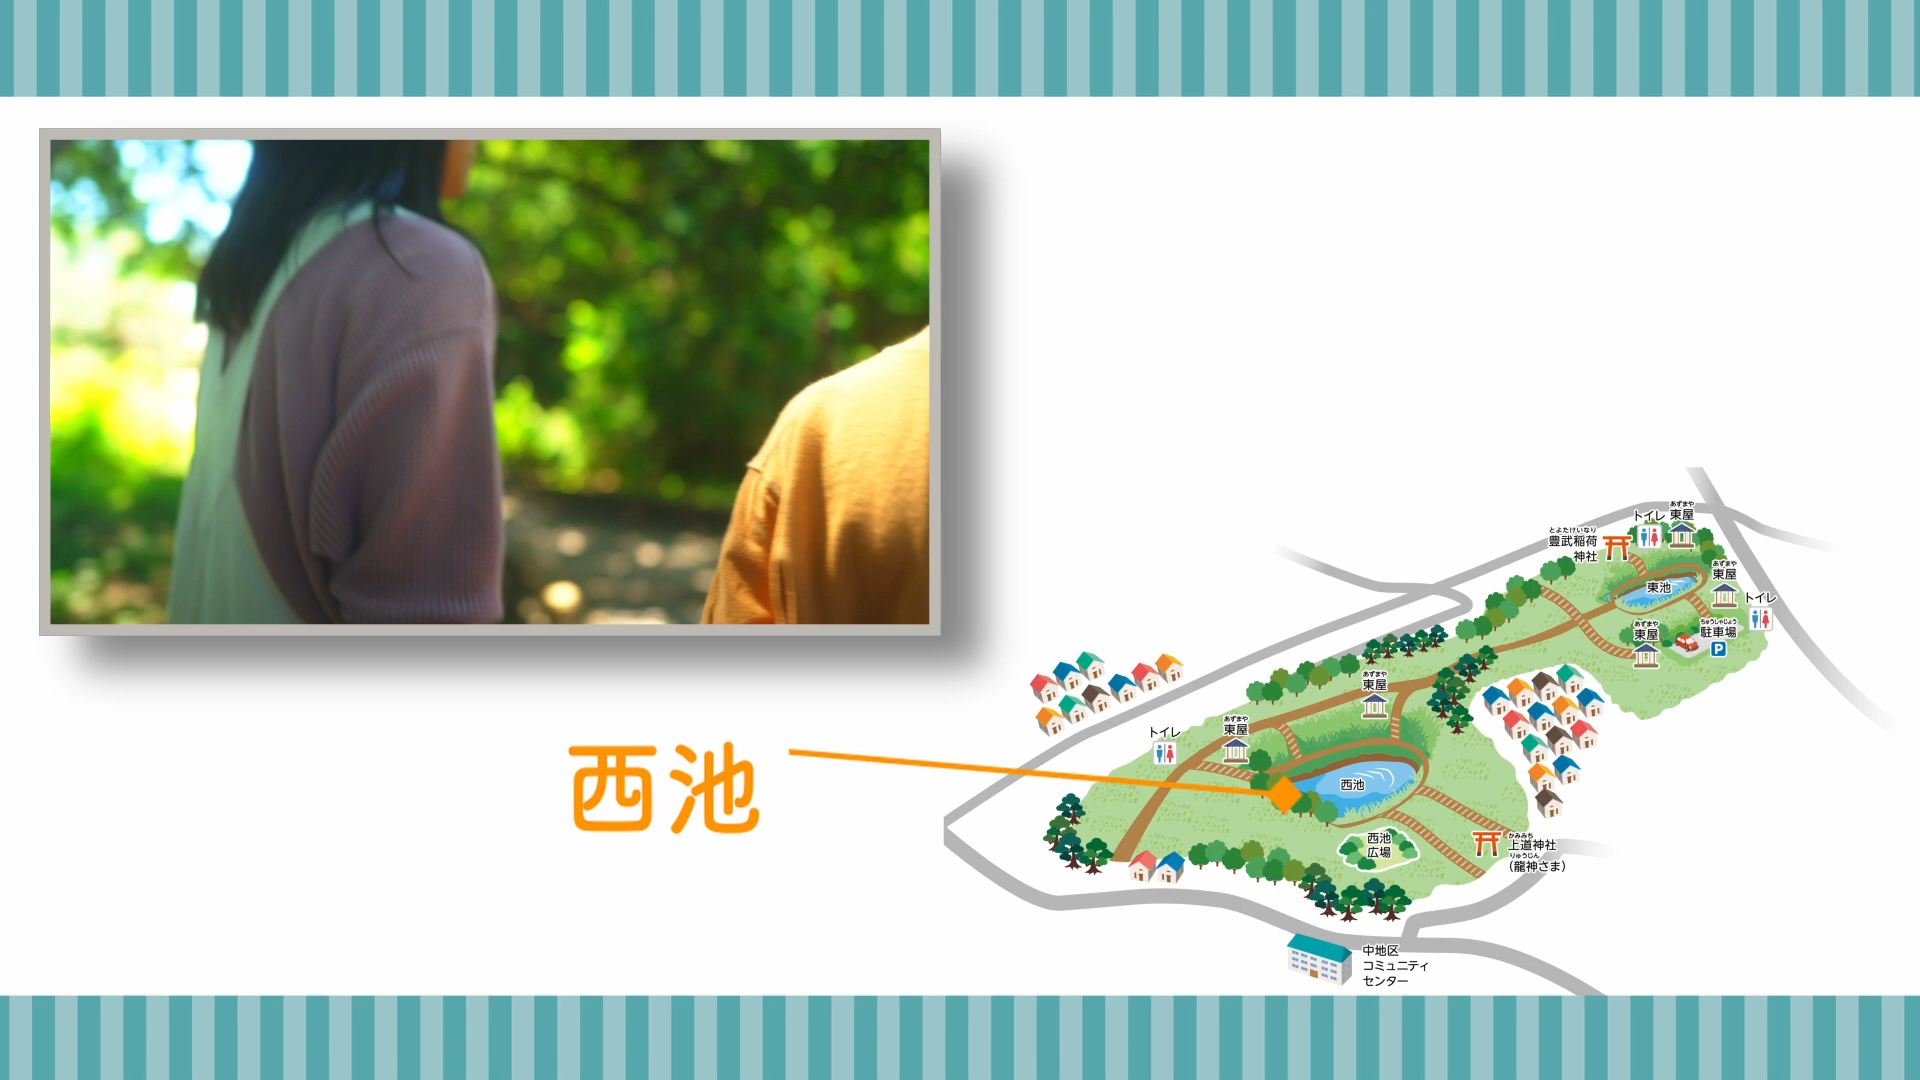 西池
あずまや
トイレ 東屋
とよたけいなり
豊武稲荷
神社
あずまや
東屋
東池
トイレ
あずまや
東屋
ちゅうしゃじょう
駐車場
P
あずまや
東屋
あずまや
東屋
トイレ
西池
西池
広場
かみみち
上道神社
りゅうじん
(龍神さま)
中地区
コミュニティ
センター